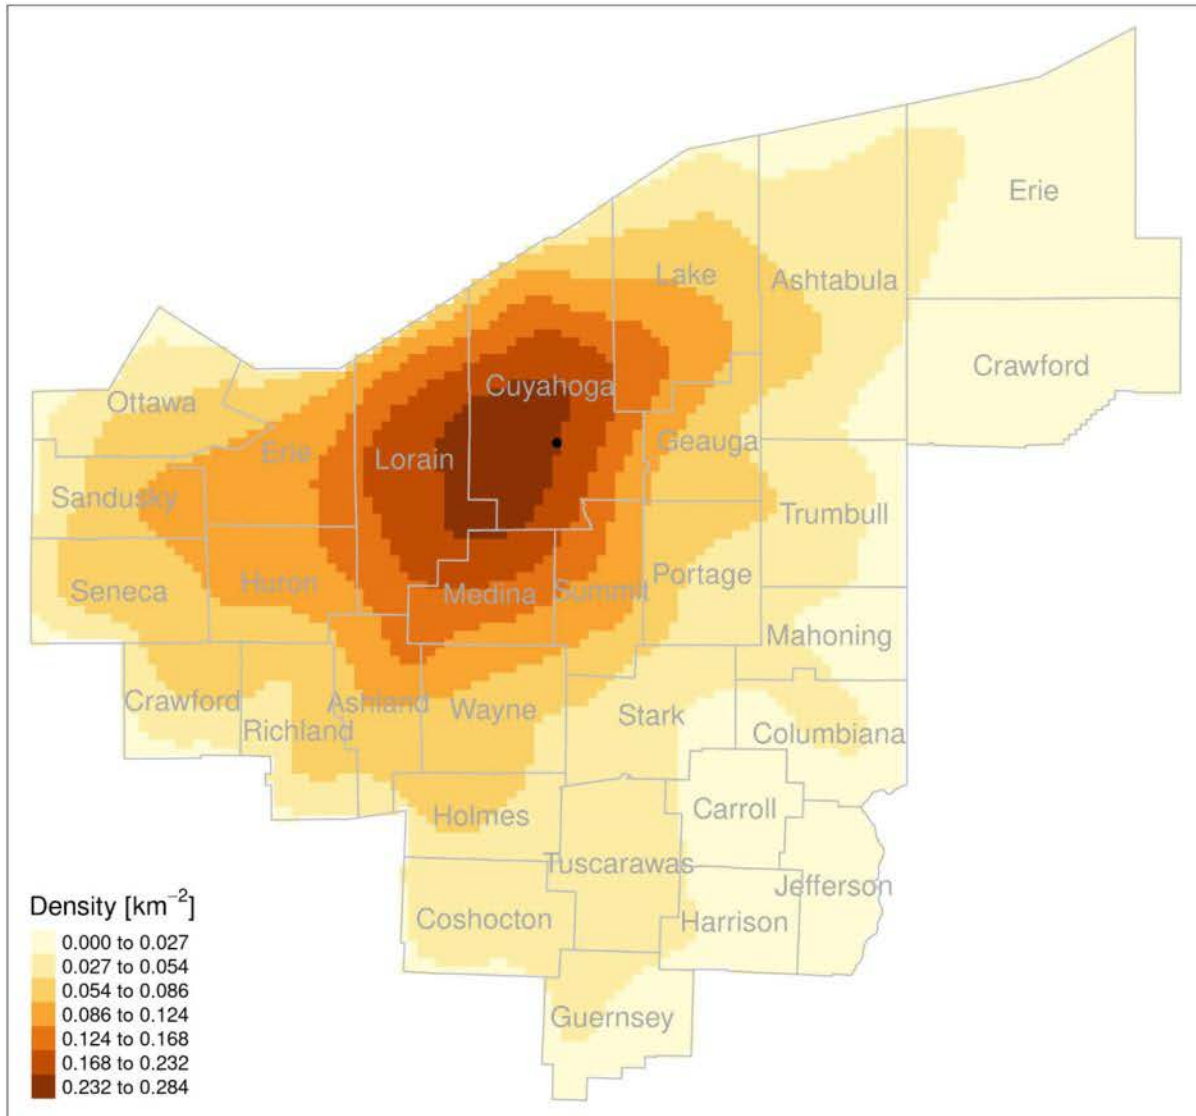 Erie
Lake
Ashtabula
Crawford
Cuyahoga
Ottawa
Geauga
Erie
Lorain
Sandusky
Trumbull
Portage
Huron
Seneca
Medina
Summit
Mahoning
Crawford
Ashland
Wayne
Stark
Richland
Columbiana
Carroll
Holmes
Tuscarawas
Jefferson
Coshocton
Harrison
Guernsey
Density [km⁻²]
0.000 to 0.027
0.027 to 0.054
0.054 to 0.086
0.086 to 0.124
0.124 to 0.168
0.168 to 0.232
0.232 to 0.284